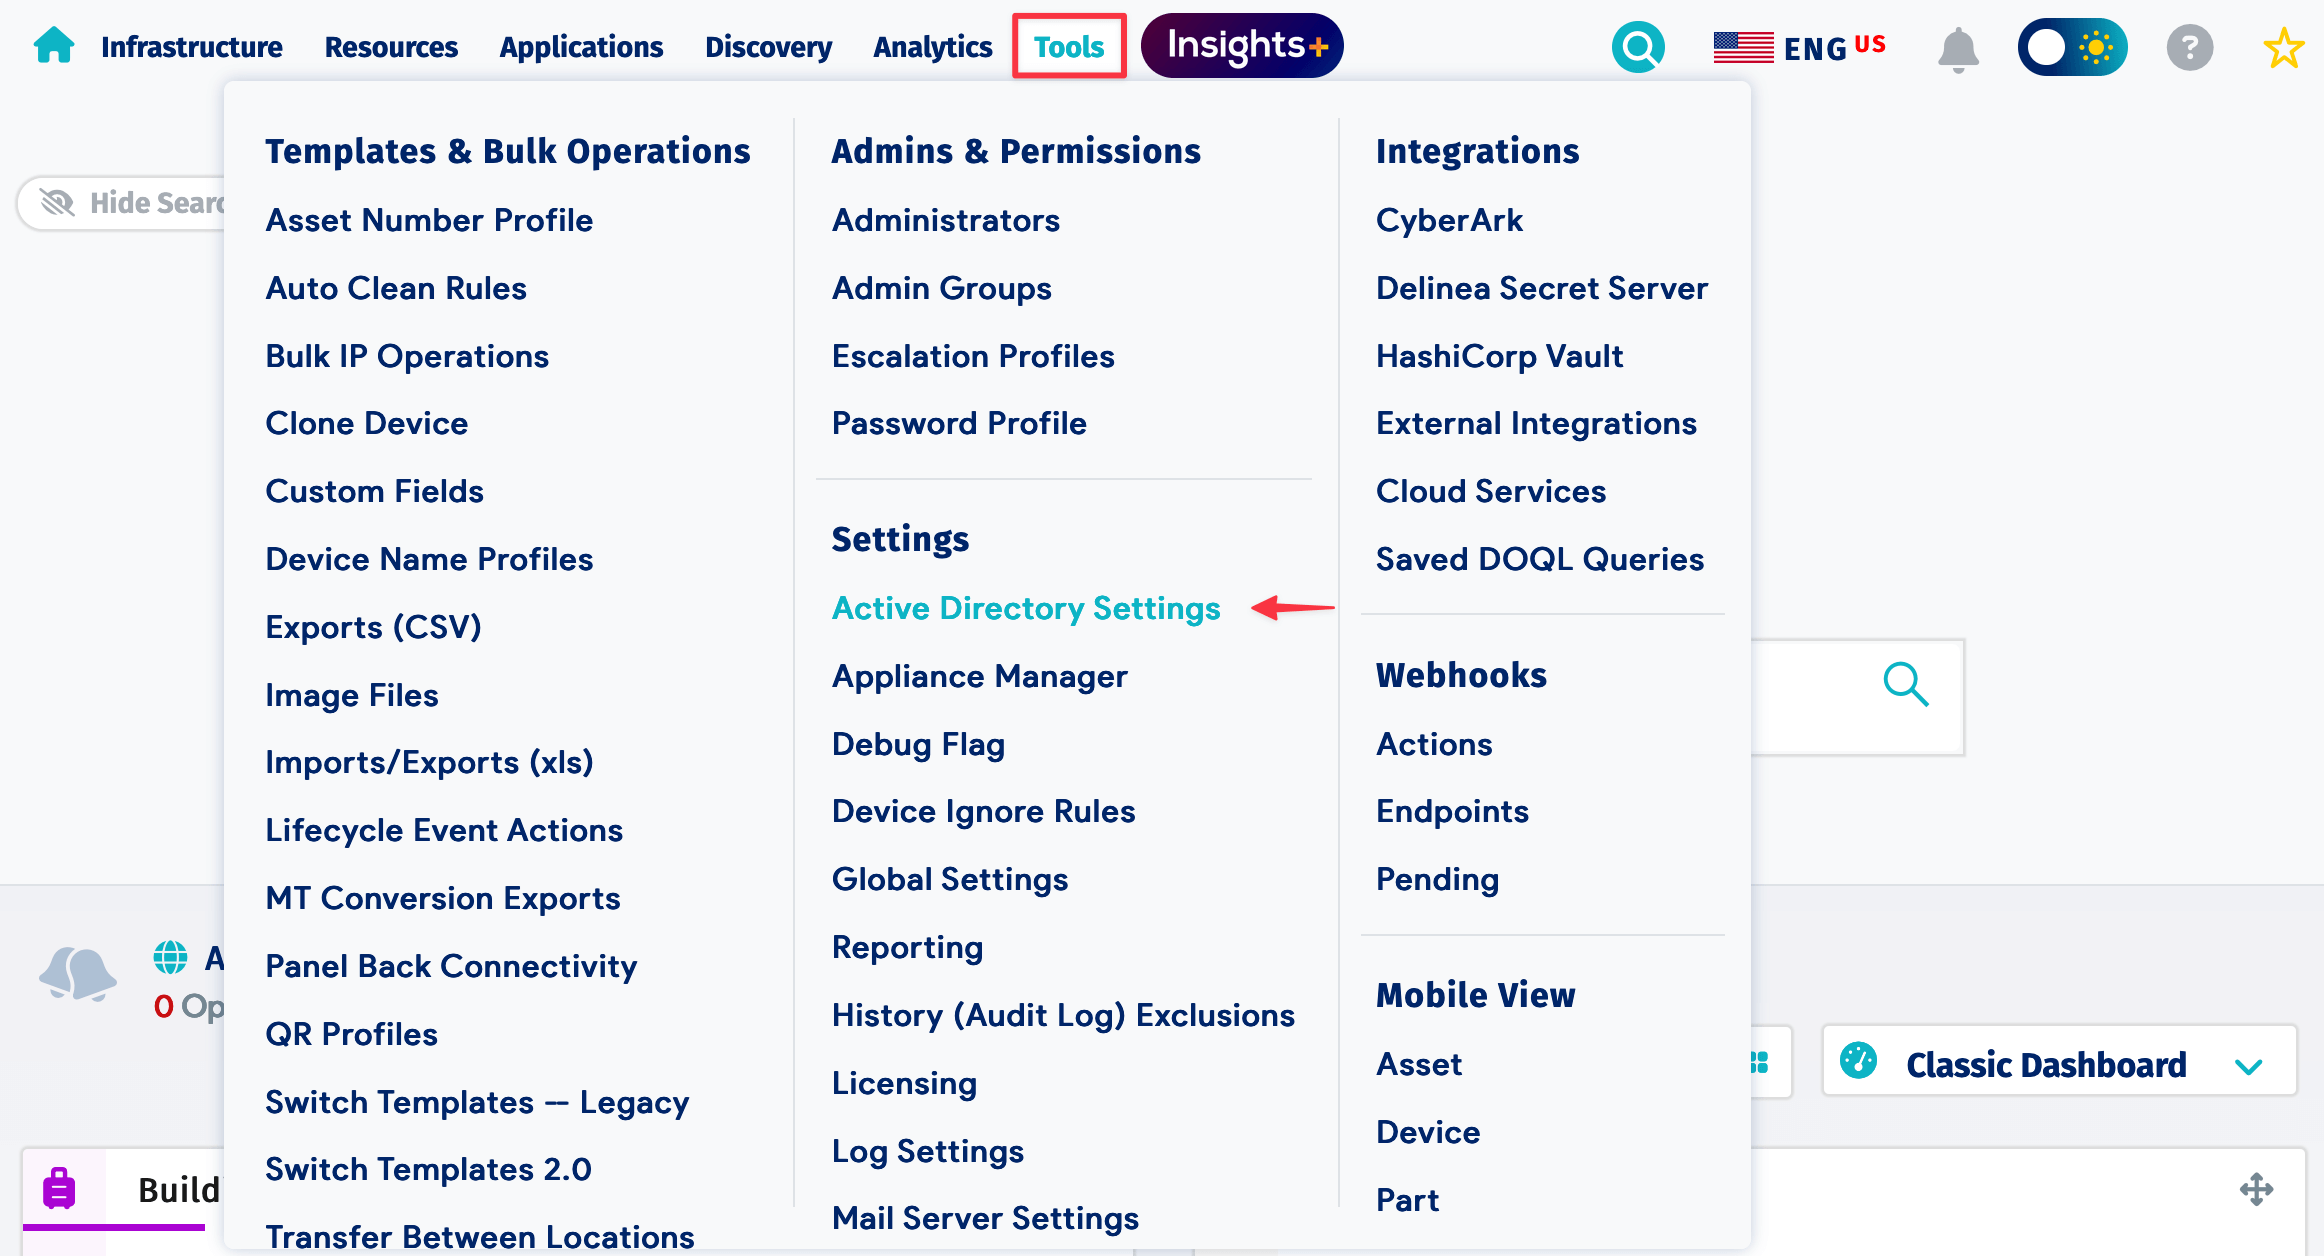 Infrastructure
Resources
Applications
Discovery
Analytics
Tools
Insights+
ENG US
?
Hide Searc
Templates & Bulk Operations
Asset Number Profile
Auto Clean Rules
Bulk IP Operations
Clone Device
Custom Fields
Device Name Profiles
Exports (CSV)
Image Files
Imports/Exports (xls)
Lifecycle Event Actions
MT Conversion Exports
Panel Back Connectivity
QR Profiles
Switch Templates — Legacy
Switch Templates 2.0
Transfer Between Locations
Admins & Permissions
Administrators
Admin Groups
Escalation Profiles
Password Profile
Settings
Active Directory Settings
Appliance Manager
Debug Flag
Device Ignore Rules
Global Settings
Reporting
History (Audit Log) Exclusions
Licensing
Log Settings
Mail Server Settings
Integrations
CyberArk
Delinea Secret Server
HashiCorp Vault
External Integrations
Cloud Services
Saved DOQL Queries
Webhooks
Actions
Endpoints
Pending
Mobile View
Asset
Device
Part
A
0 Op
Classic Dashboard
Build